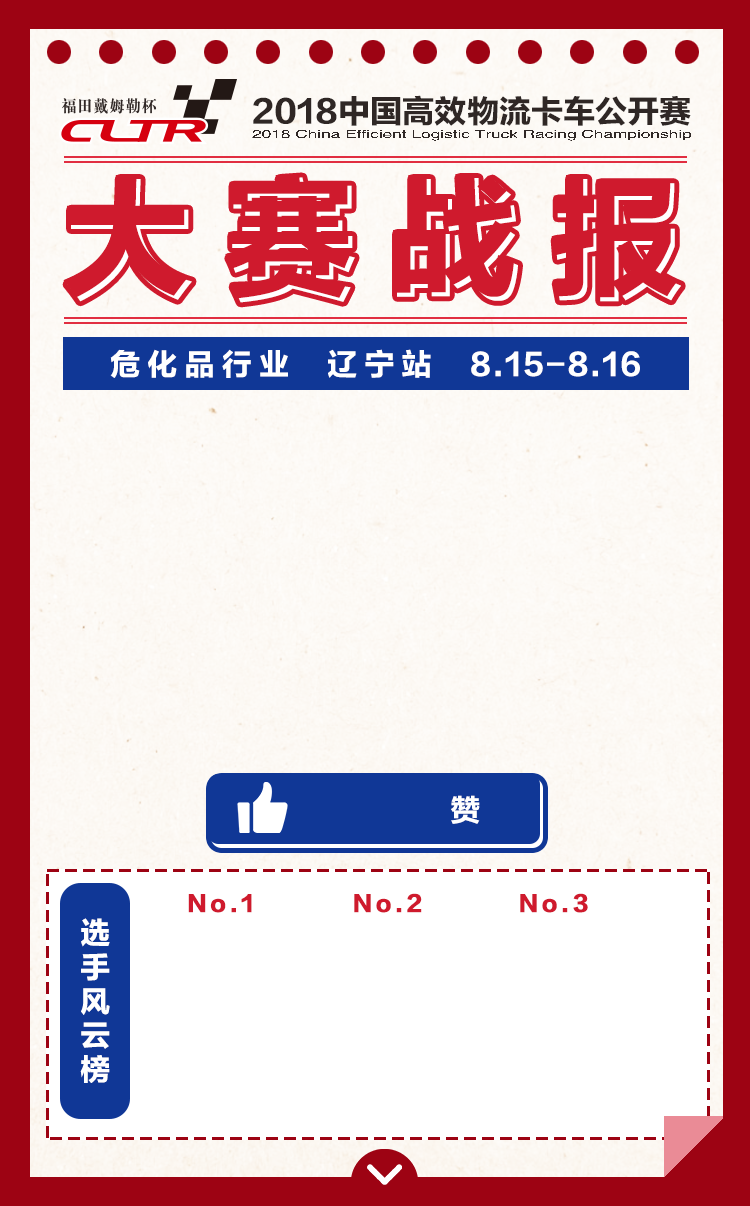 福田戴姆勒杯
CLTR
2018中国高效物流卡车公开赛
2018 China Efficient Logistic Truck Racing Championship
大赛战报
危化品行业 辽宁站 8.15-8.16
赞
No.1 No.2 No.3
选手风云榜